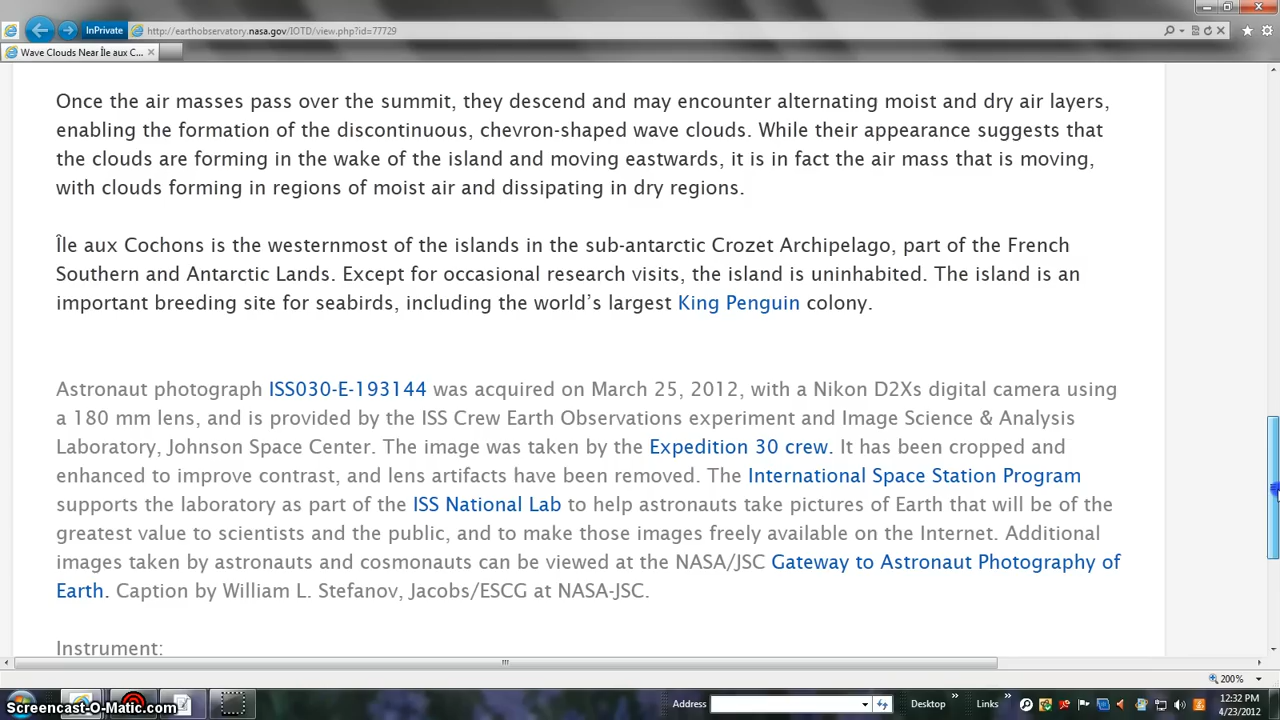 InPrivate
http://earthobservatory.nasa.gov/IOTD/view.php?id=77729
Wave Clouds Near Île aux C...
Once the air masses pass over the summit, they descend and may encounter alternating moist and dry air layers,
enabling the formation of the discontinuous, chevron-shaped wave clouds. While their appearance suggests that
the clouds are forming in the wake of the island and moving eastwards, it is in fact the air mass that is moving,
with clouds forming in regions of moist air and dissipating in dry regions.
Île aux Cochons is the westernmost of the islands in the sub-antarctic Crozet Archipelago, part of the French
Southern and Antarctic Lands. Except for occasional research visits, the island is uninhabited. The island is an
important breeding site for seabirds, including the world’s largest King Penguin colony.
Astronaut photograph ISS030-E-193144 was acquired on March 25, 2012, with a Nikon D2Xs digital camera using
a 180 mm lens, and is provided by the ISS Crew Earth Observations experiment and Image Science & Analysis
Laboratory, Johnson Space Center. The image was taken by the Expedition 30 crew. It has been cropped and
enhanced to improve contrast, and lens artifacts have been removed. The International Space Station Program
supports the laboratory as part of the ISS National Lab to help astronauts take pictures of Earth that will be of the
greatest value to scientists and the public, and to make those images freely available on the Internet. Additional
images taken by astronauts and cosmonauts can be viewed at the NASA/JSC Gateway to Astronaut Photography of
Earth. Caption by William L. Stefanov, Jacobs/ESCG at NASA-JSC.
Instrument:
200%
Screencast-O-Matic.com
Address
Desktop
Links
12:32 PM
4/23/2012